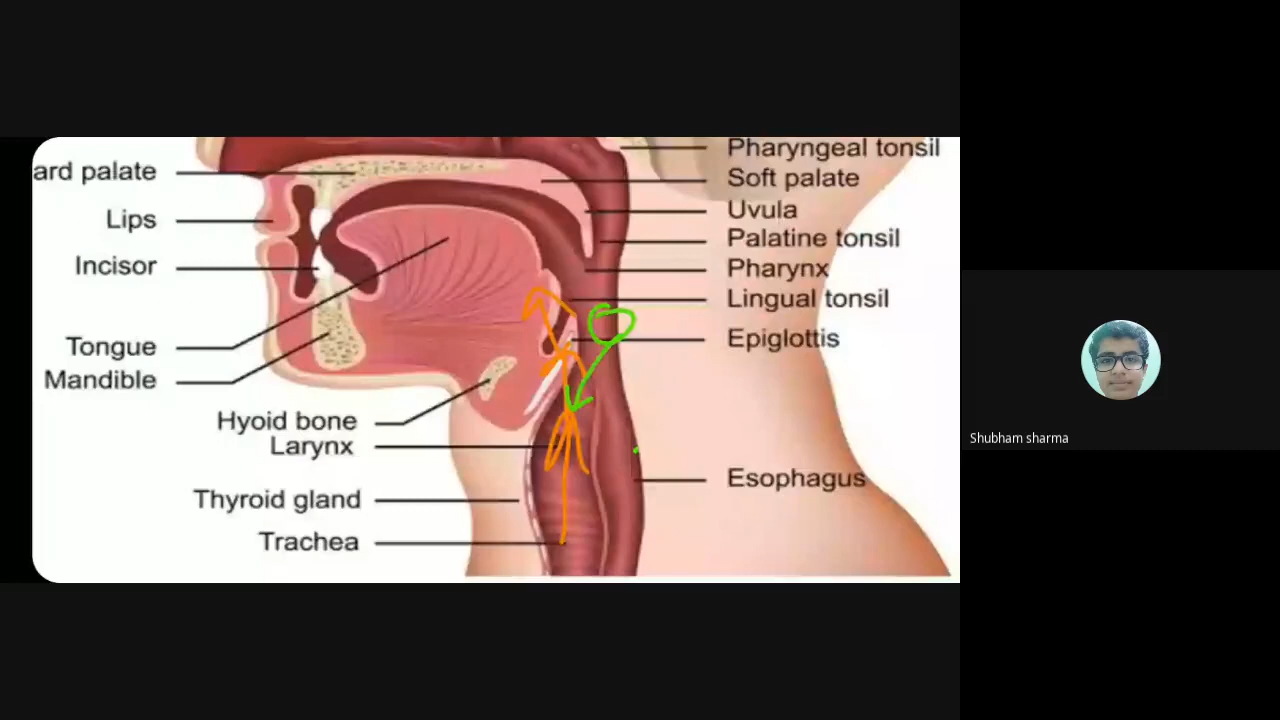 ard palate
Lips
Incisor
Tongue
Mandible
Hyoid bone
Larynx
Thyroid gland
Trachea
Pharyngeal tonsil
Soft palate
Uvula
Palatine tonsil
Pharynx
Lingual tonsil
Epiglottis
Esophagus
Shubham sharma